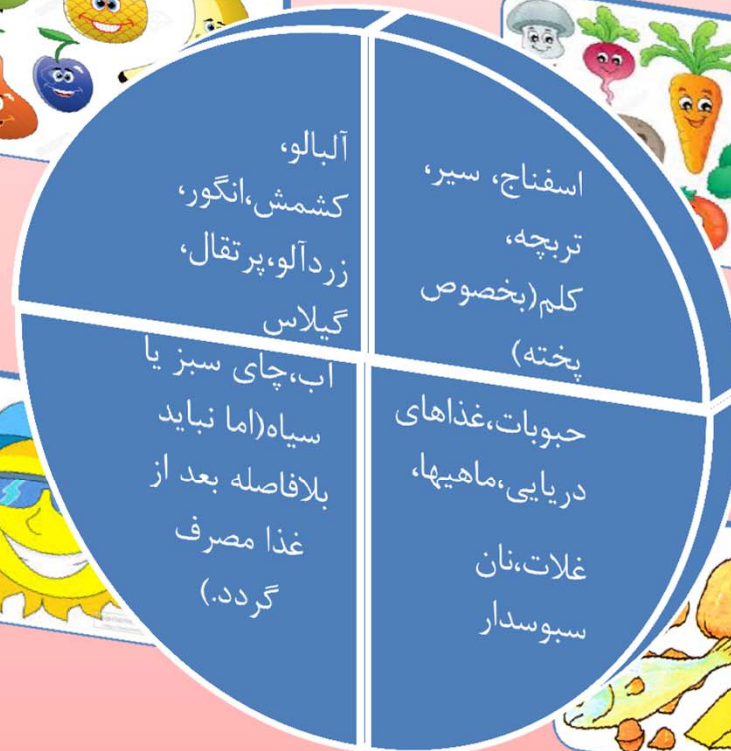 اسفناج، سیر،
تربچه،
کلم(بخصوص
پخته)
آلبالو،
کشمش،انگور،
زردآلو،پرتقال،
گیلاس
حبوبات،غذاهای
دریایی،ماهیها،
غلات،نان
سبوسدار
آب،چای سبز یا
سیاه(اما نباید
بلافاصله بعد از
غذا مصرف
گردد.)